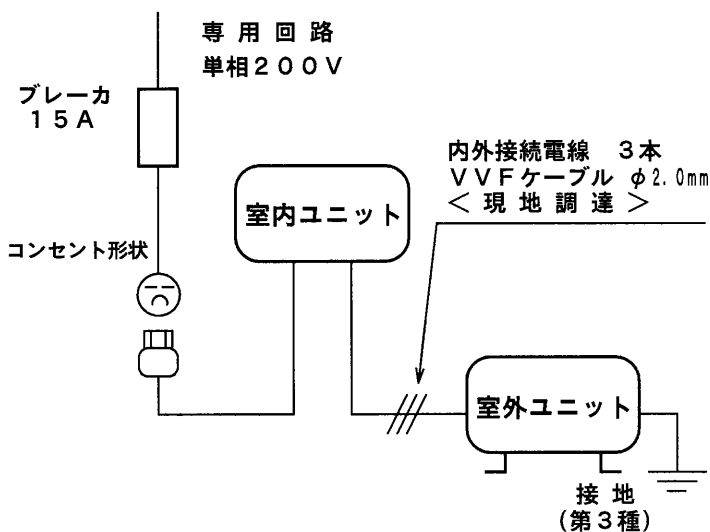 専用回路
単相２００Ｖ
ブレーカ
１５Ａ
内外接続電線　３本
ＶＶＦケーブル　φ2.0mm
＜現地調達＞
室内ユニット
コンセント形状
室外ユニット
接地
(第３種)